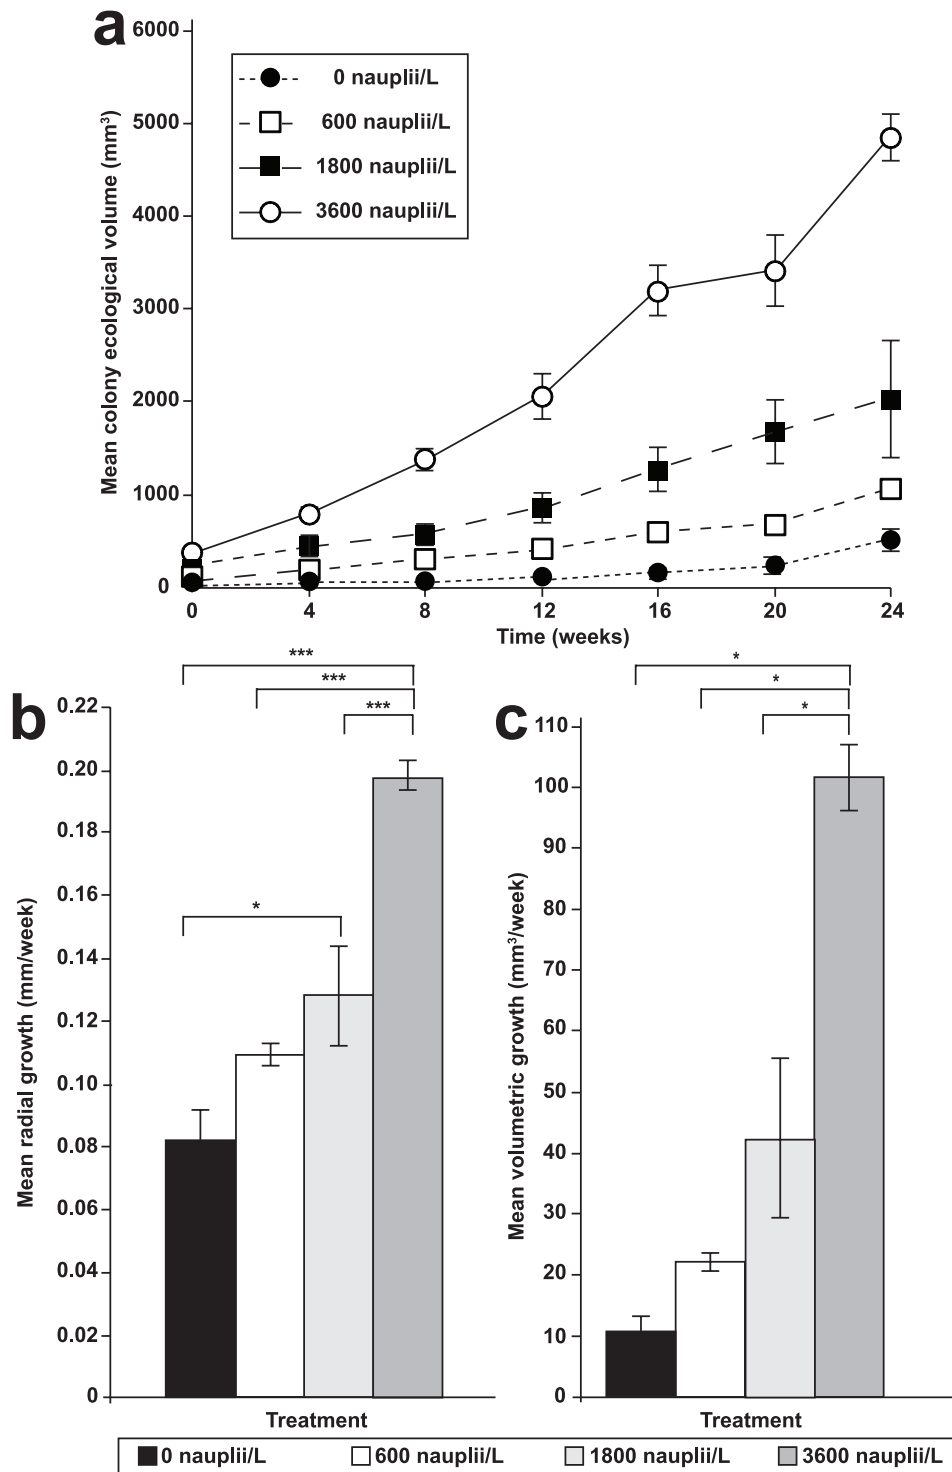 a
6000
5000
4000
3000
2000
1000
0
Mean colony ecological volume (mm³)
0 nauplii/L
600 nauplii/L
1800 nauplii/L
3600 nauplii/L
0 4 8 12 16 20 24
Time (weeks)
b
***
***
***
*
0.22
0.20
0.18
0.16
0.14
0.12
0.10
0.08
0.06
0.04
0.02
0
Mean radial growth (mm/week)
Treatment
c
*
*
*
110
100
90
80
70
60
50
40
30
20
10
0
Mean volumetric growth (mm³/week)
Treatment
0 nauplii/L 600 nauplii/L 1800 nauplii/L 3600 nauplii/L